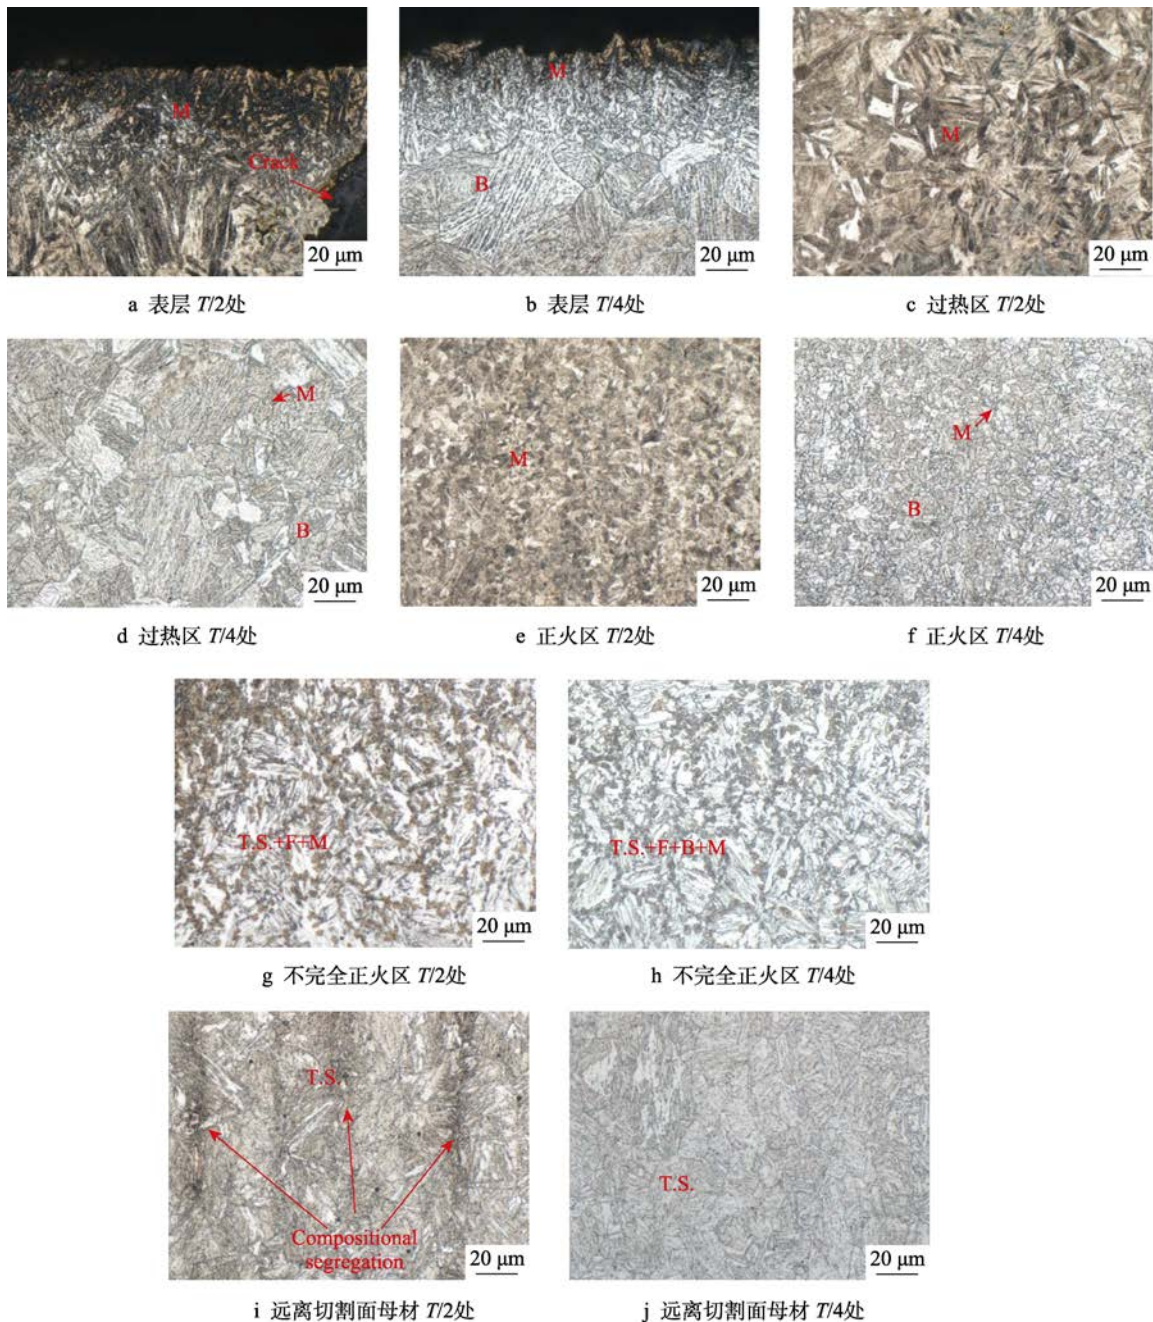 M
Crack
20 μm
M
B
20 μm
M
20 μm
a 表层 T/2处
b 表层 T/4处
c 过热区 T/2处
M
B
20 μm
M
20 μm
M
B
20 μm
d 过热区 T/4处
e 正火区 T/2处
f 正火区 T/4处
T.S.+F+M
20 μm
T.S.+F+B+M
20 μm
g 不完全正火区 T/2处
h 不完全正火区 T/4处
T.S.
Compositional
segregation
20 μm
T.S.
20 μm
i 远离切割面母材 T/2处
j 远离切割面母材 T/4处